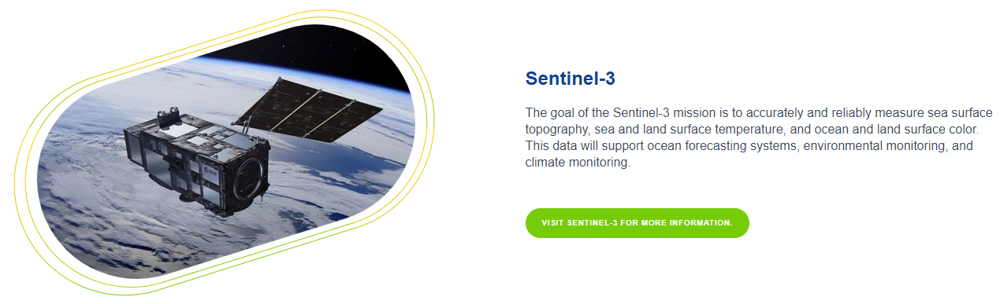 Sentinel-3
The goal of the Sentinel-3 mission is to accurately and reliably measure sea surface
topography, sea and land surface temperature, and ocean and land surface color.
This data will support ocean forecasting systems, environmental monitoring, and
climate monitoring.
VISIT SENTINEL-3 FOR MORE INFORMATION.
esa